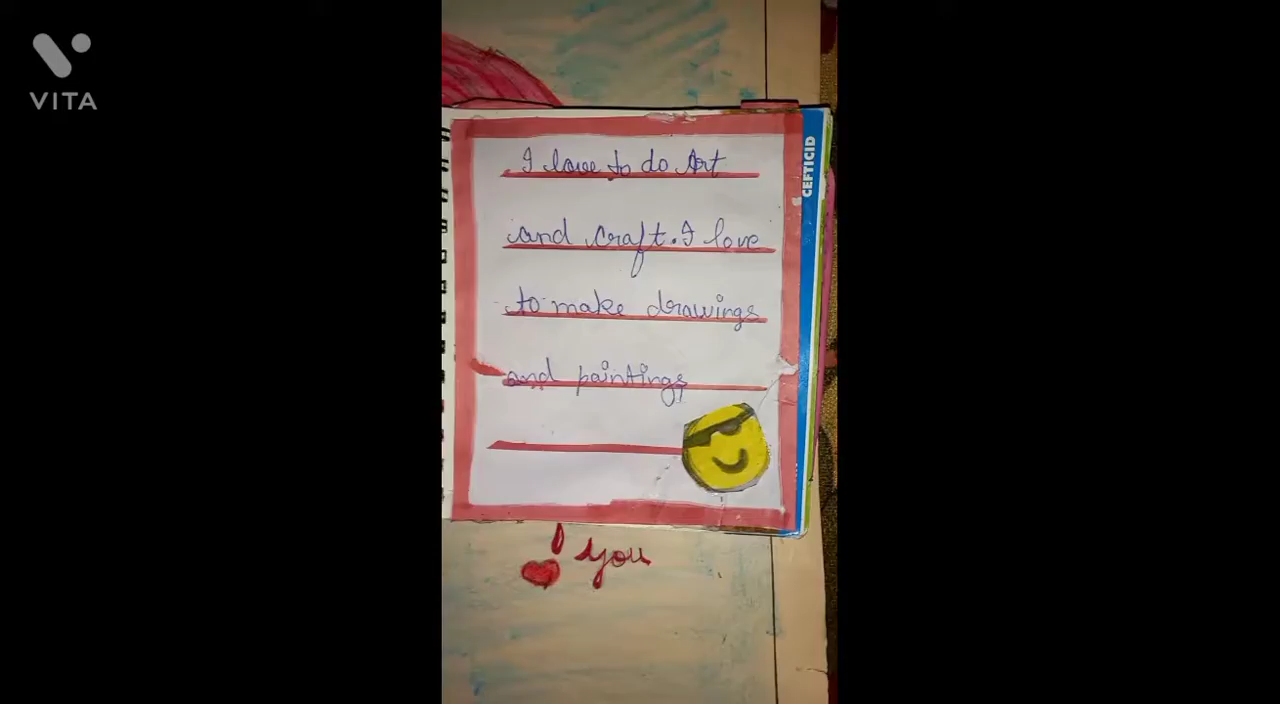 VITA
I love to do Art
and craft. I love
to make drawings
and paintings
CEFTICID
you